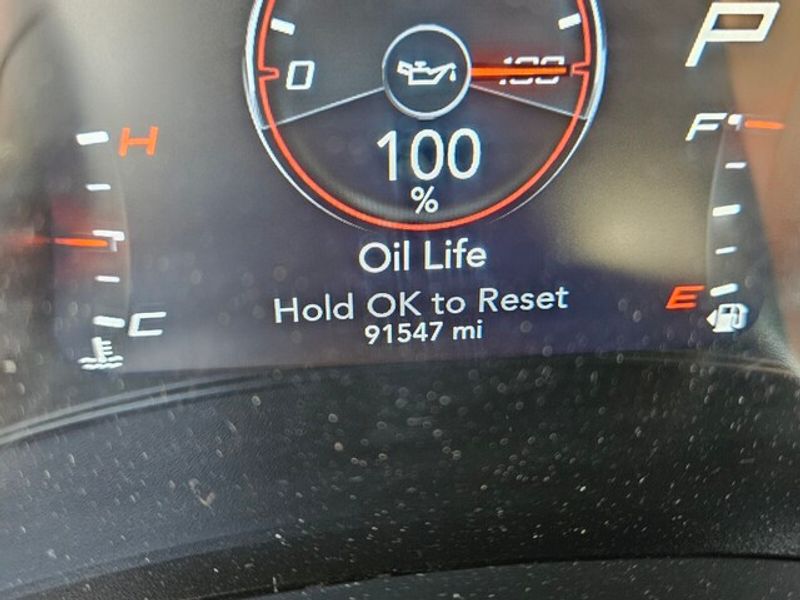 P
0 100
H
F
100
%
Oil Life
Hold OK to Reset
E
C
91547 mi